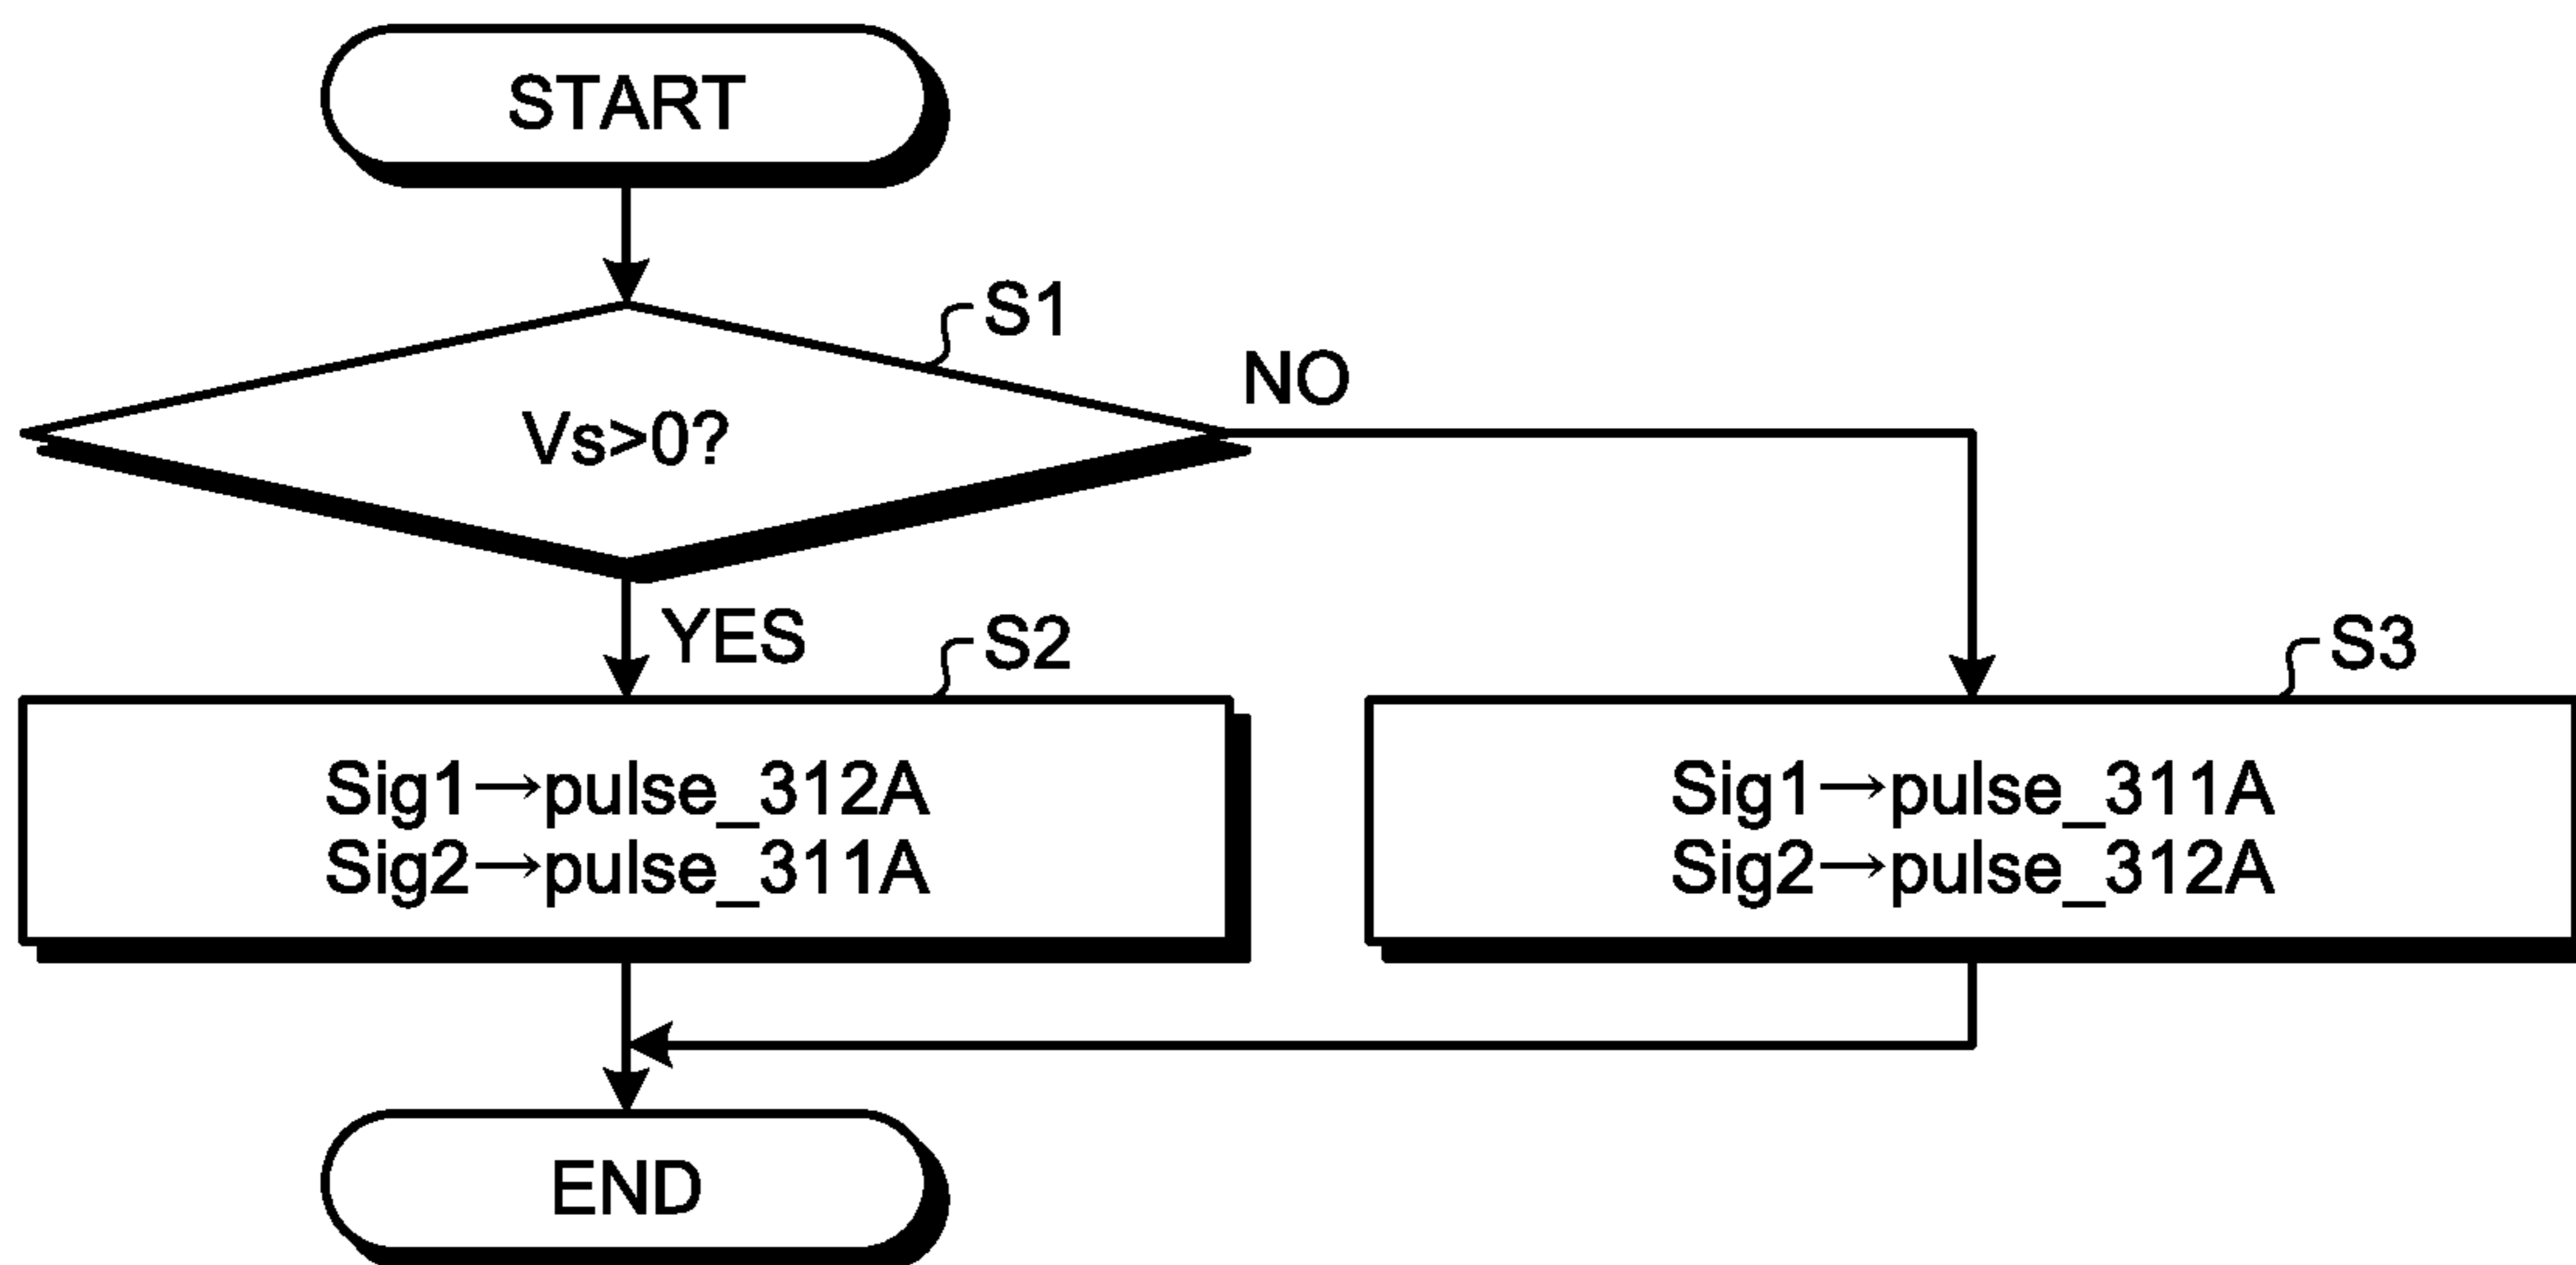 START
S1
Vs>0?
NO
YES
S2
Sig1→pulse_312A
Sig2→pulse_311A
S3
Sig1→pulse_311A
Sig2→pulse_312A
END